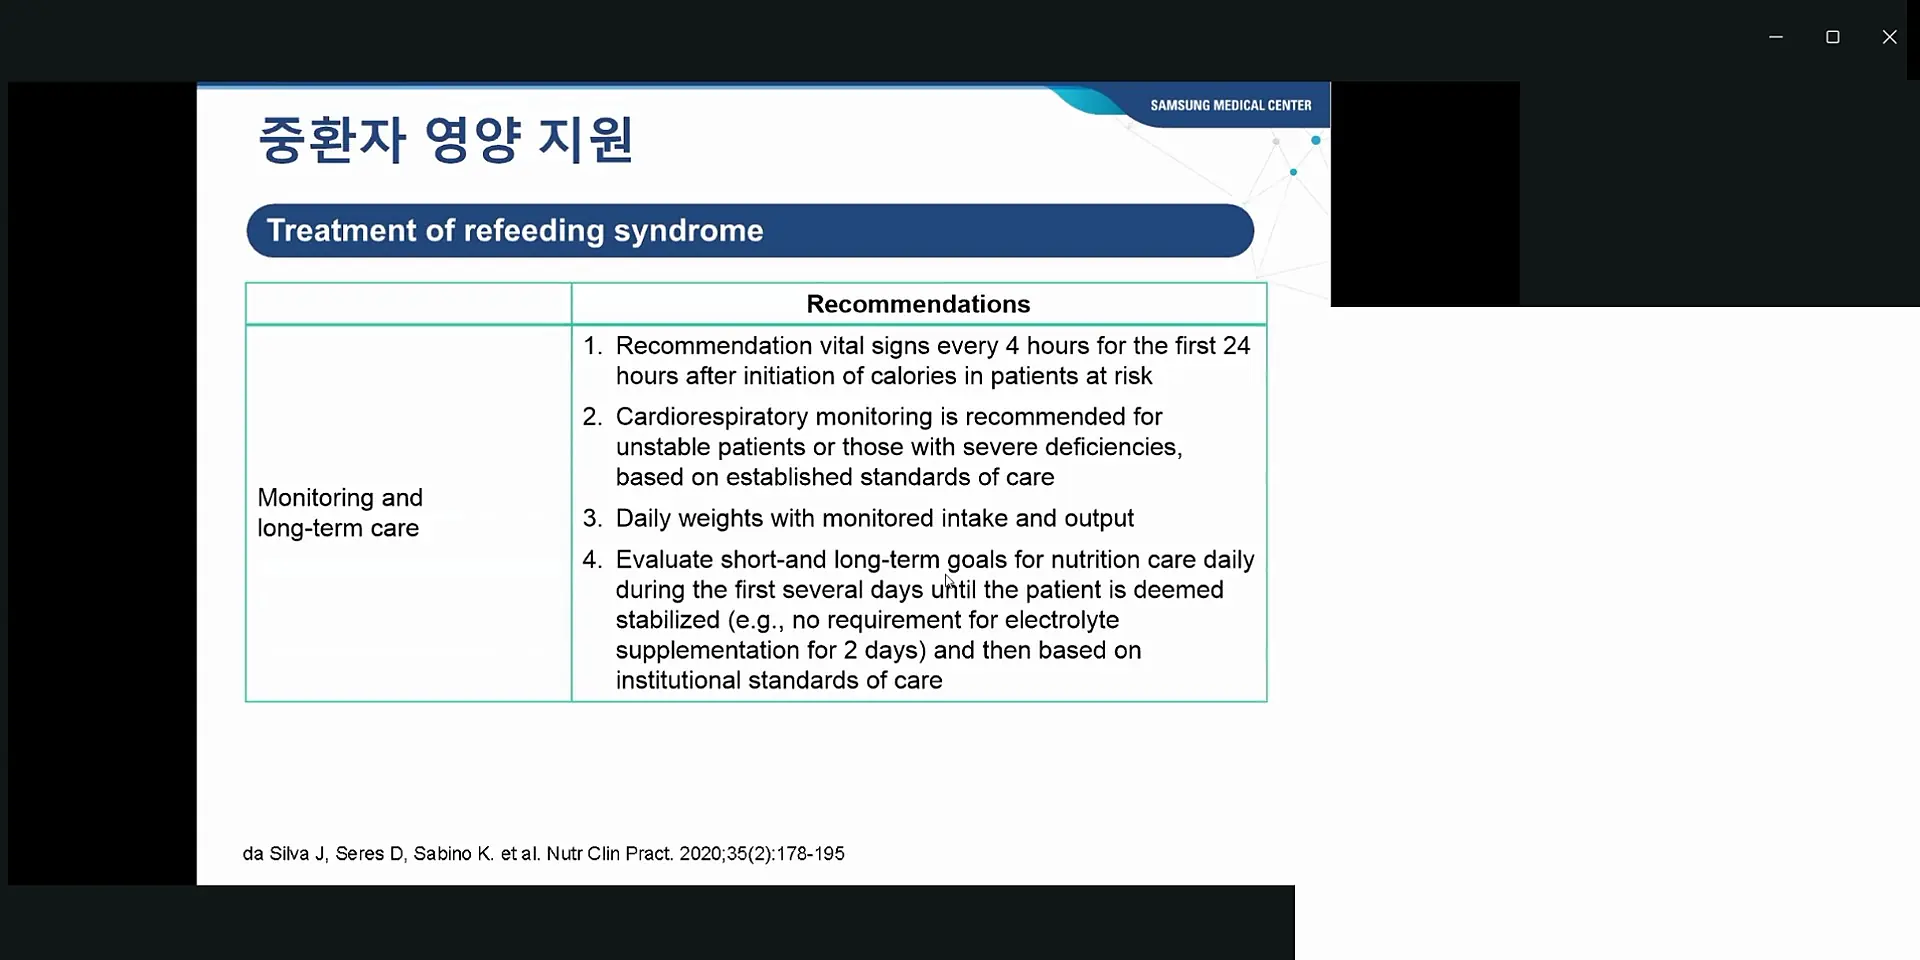 SAMSUNG MEDICAL CENTER
중환자 영양 지원
Treatment of refeeding syndrome
Recommendations
Monitoring and
long-term care
1. Recommendation vital signs every 4 hours for the first 24
hours after initiation of calories in patients at risk
2. Cardiorespiratory monitoring is recommended for
unstable patients or those with severe deficiencies,
based on established standards of care
3. Daily weights with monitored intake and output
4. Evaluate short-and long-term goals for nutrition care daily
during the first several days until the patient is deemed
stabilized (e.g., no requirement for electrolyte
supplementation for 2 days) and then based on
institutional standards of care
da Silva J, Seres D, Sabino K. et al. Nutr Clin Pract. 2020;35(2):178-195